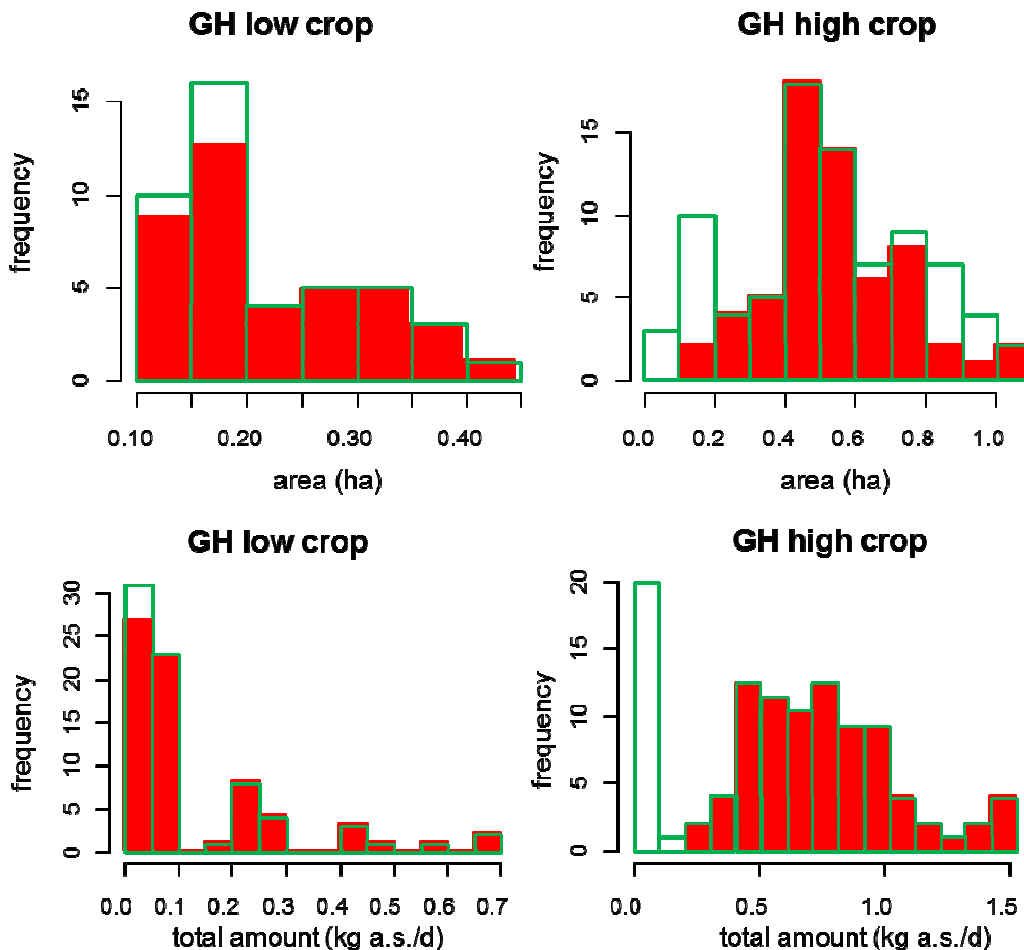 GH low crop
GH high crop
frequency
0 5 10 15
0.10 0.20 0.30 0.40
area (ha)
frequency
0 5 10 15
0.0 0.2 0.4 0.6 0.8 1.0
area (ha)
GH low crop
GH high crop
frequency
0 5 10 15 20 25 30
0.0 0.1 0.2 0.3 0.4 0.5 0.6 0.7
total amount (kg a.s./d)
frequency
0 5 10 15 20
0.0 0.5 1.0 1.5
total amount (kg a.s./d)